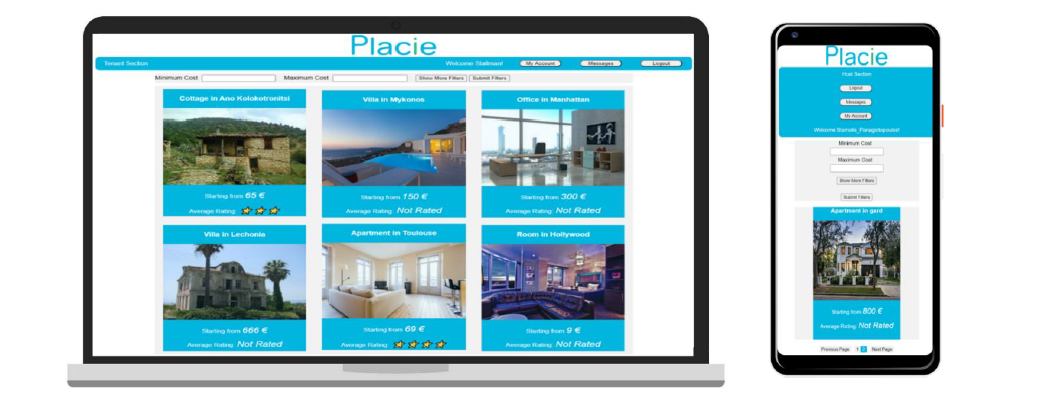 Placie
Tenant Section
Welcome Stallman!
My Account
Messages
Logout
Minimum Cost
Maximum Cost
Show More Filters
Submit Filters
Cottage in Ano Kolokotronitsi
Starting from 65 €
Average Rating:
Villa in Mykonos
Starting from 150 €
Average Rating: Not Rated
Office in Manhattan
Starting from 300 €
Average Rating: Not Rated
Villa in Lechonia
Starting from 666 €
Average Rating: Not Rated
Apartment in Toulouse
Starting from 69 €
Average Rating:
Room in Hollywood
Starting from 9 €
Average Rating: Not Rated
Placie
Host Section
Logout
Messages
My Account
Minimum Cost
Maximum Cost
Show More Filters
Submit Filters
Apartment in gard
Starting from 800 €
Average Rating: Not Rated
Previous Page 1 2 Next Page